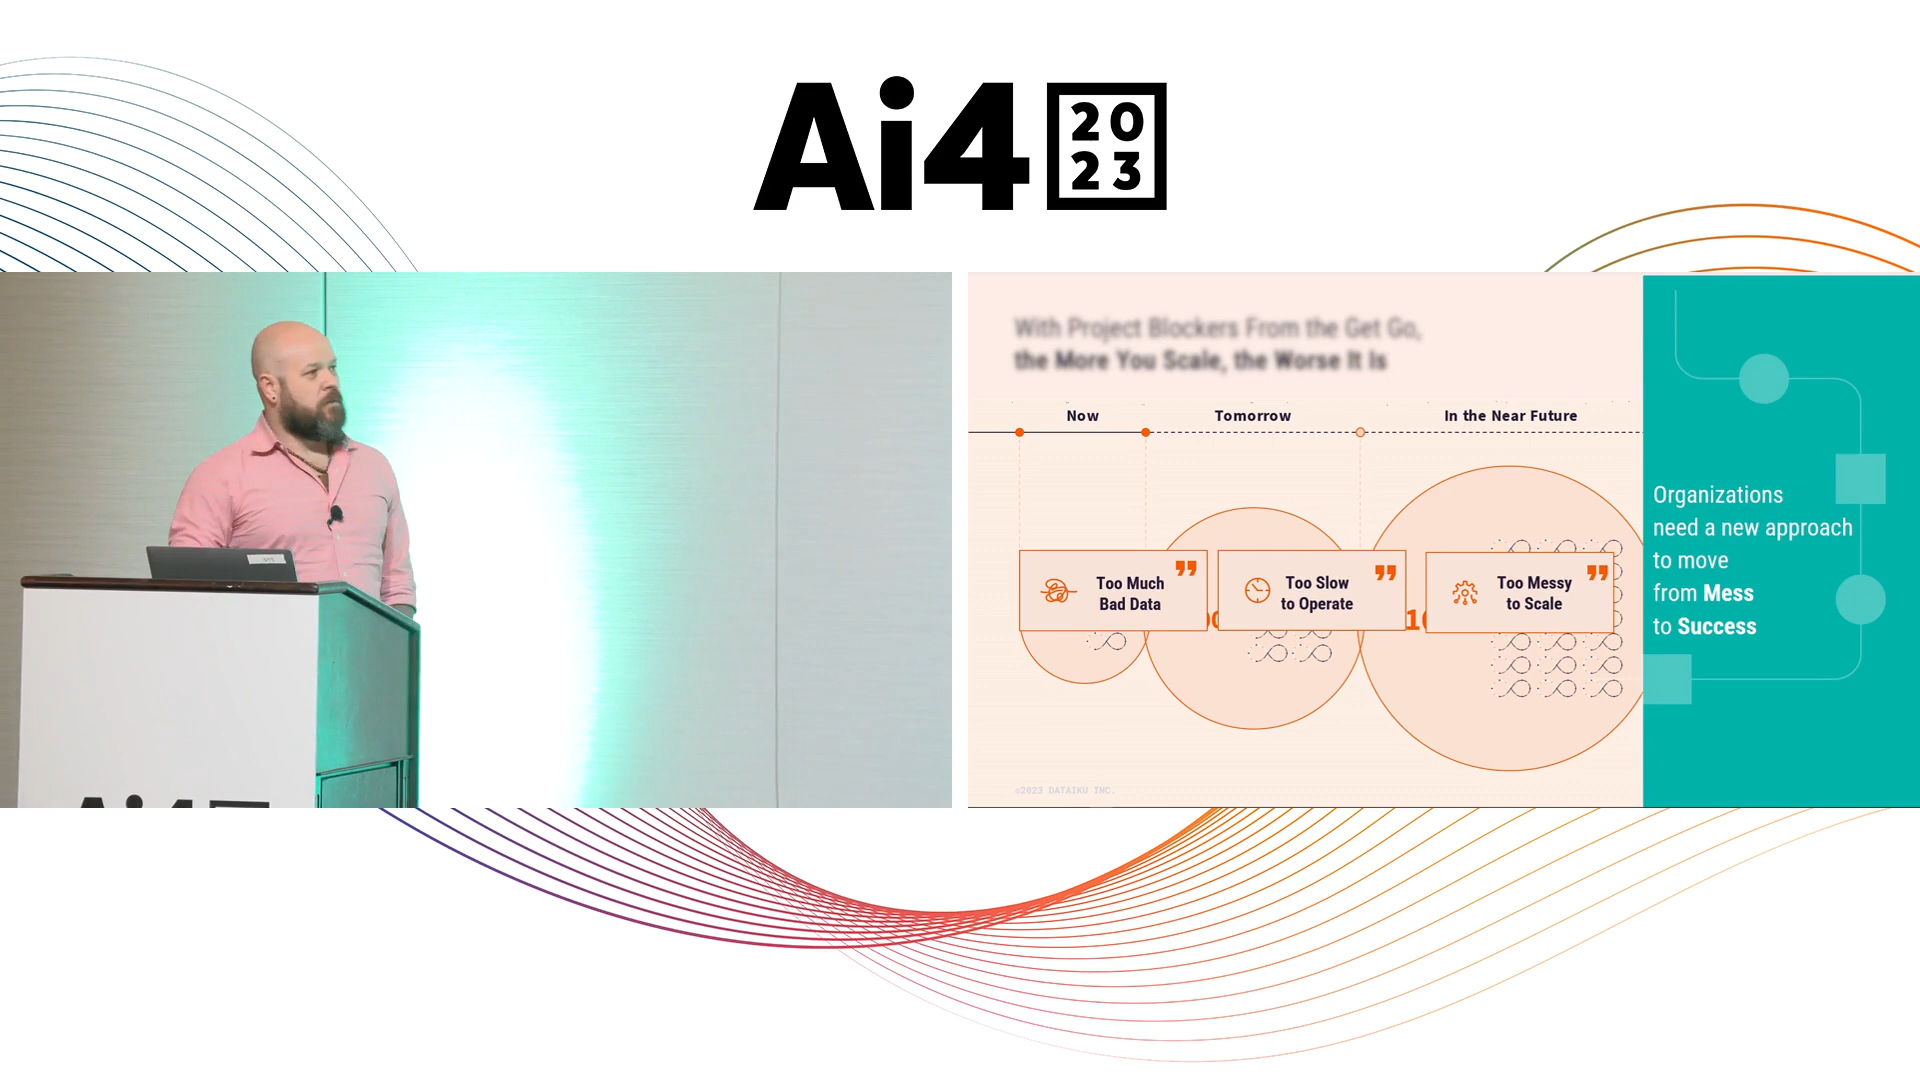 Ai4
20
23
With Project Blockers From the Get Go,
the More You Scale, the Worse It Is
Now
Tomorrow
In the Near Future
Too Much
Bad Data
Too Slow
to Operate
Too Messy
to Scale
Organizations
need a new approach
to move
from Mess
to Success
©2023 DATAIKU INC.